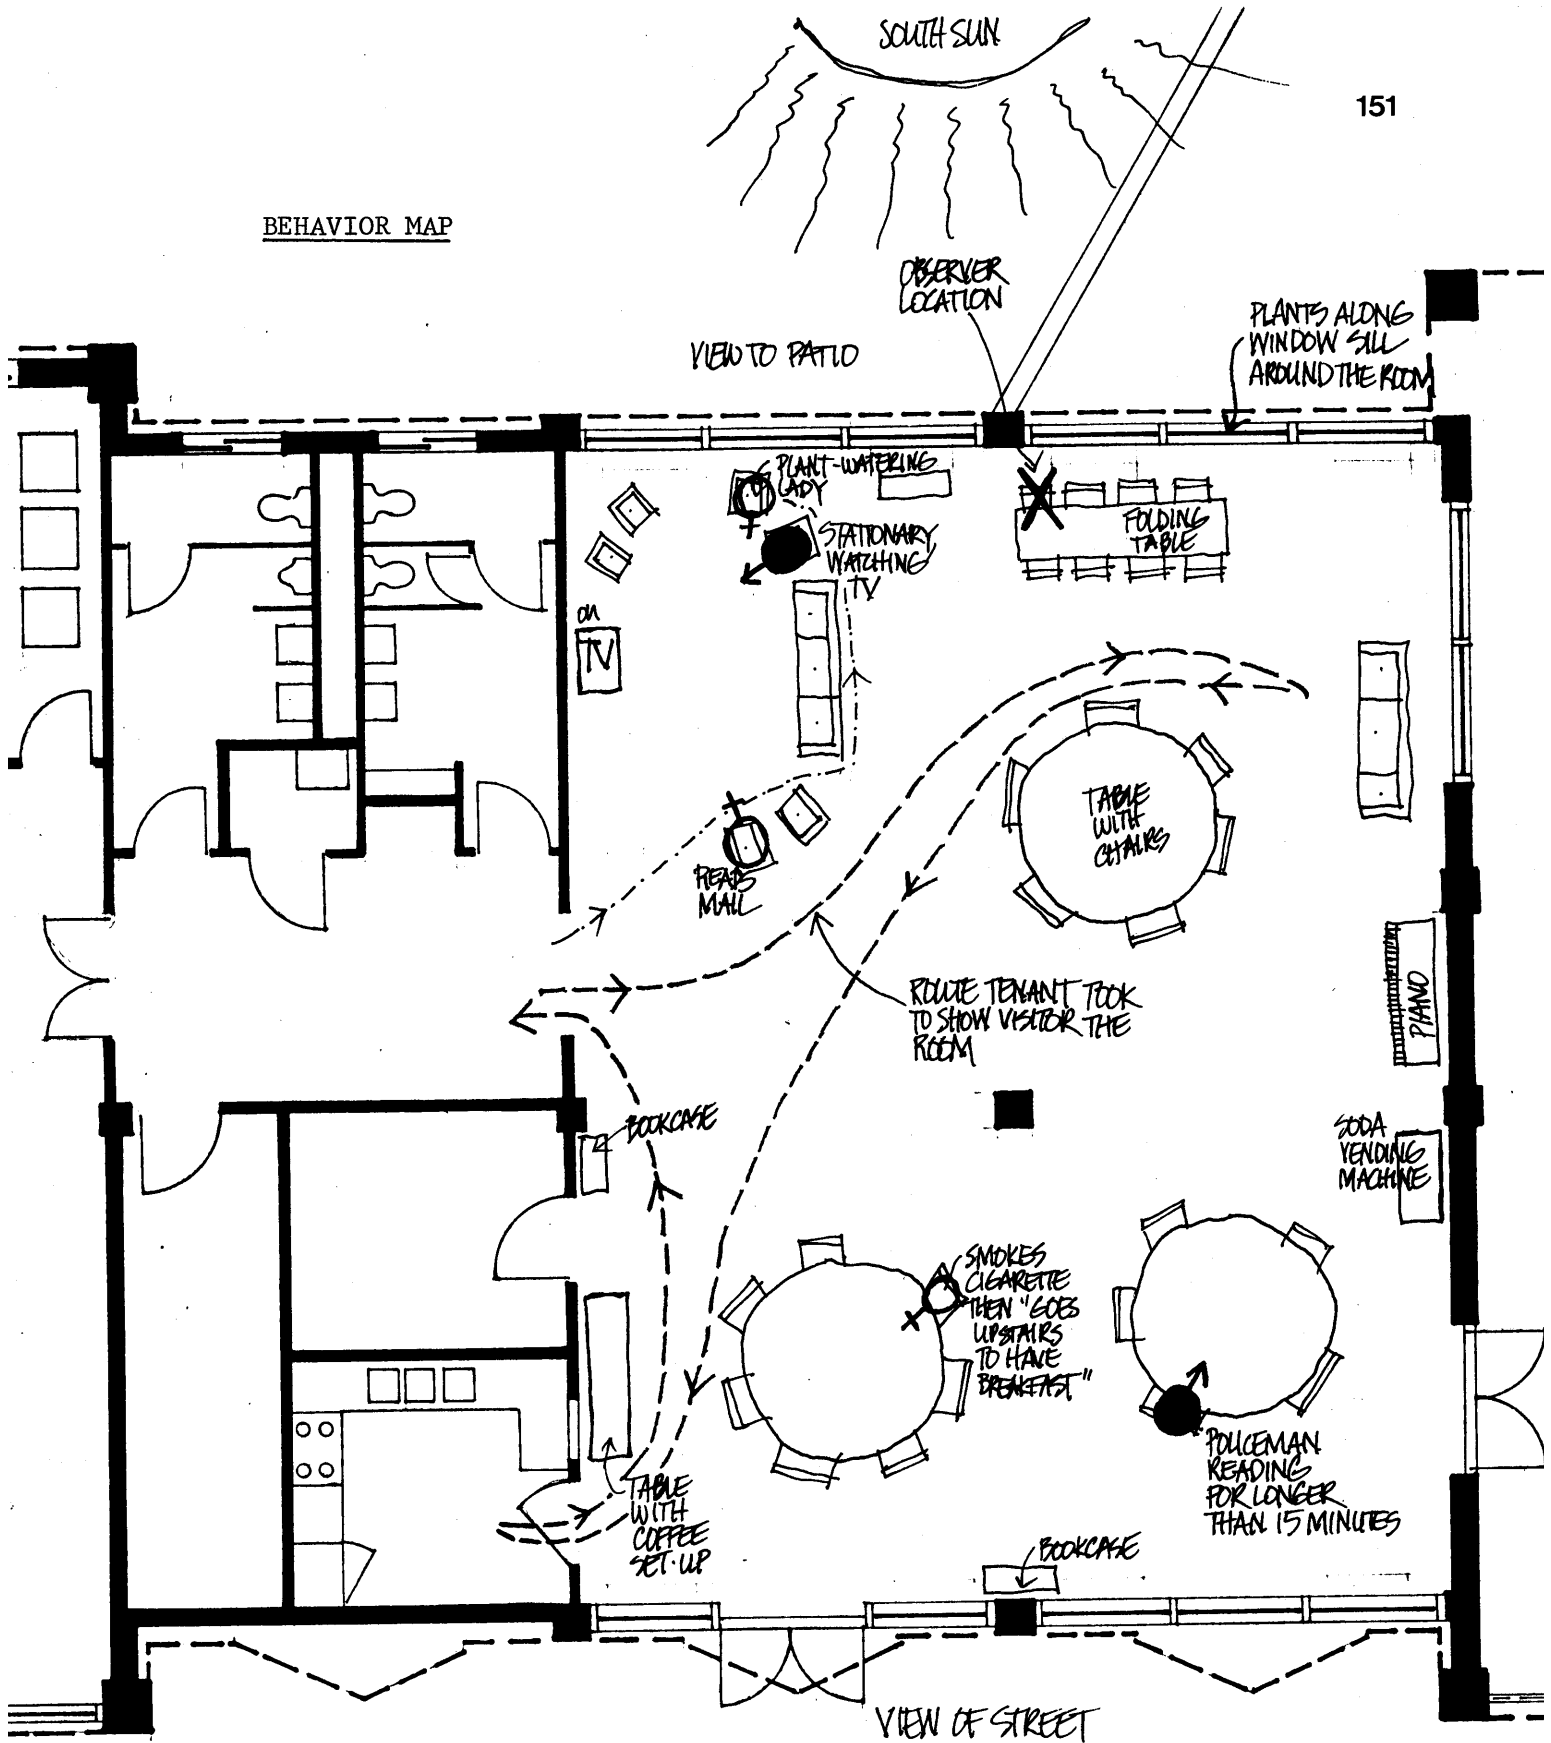 SOUTH SUN
151
BEHAVIOR MAP
OBSERVER
LOCATION
VIEW TO PATIO
PLANTS ALONG
WINDOW SILL
AROUND THE ROOM
PLANT-WATERING
LADY
STATIONARY
WATCHING
TV
FOLDING
TABLE
on
TV
TABLE
WITH
CHAIRS
READS
MAIL
ROUTE TENANT TOOK
TO SHOW VISITOR THE
ROOM
PIANO
BOOKCASE
SODA
VENDING
MACHINE
SMOKES
CIGARETTE
THEN "GOES
UPSTAIRS
TO HAVE
BREAKFAST"
POLICEMAN
READING
FOR LONGER
THAN 15 MINUTES
TABLE
WITH
COFFEE
SET-UP
BOOKCASE
VIEW OF STREET